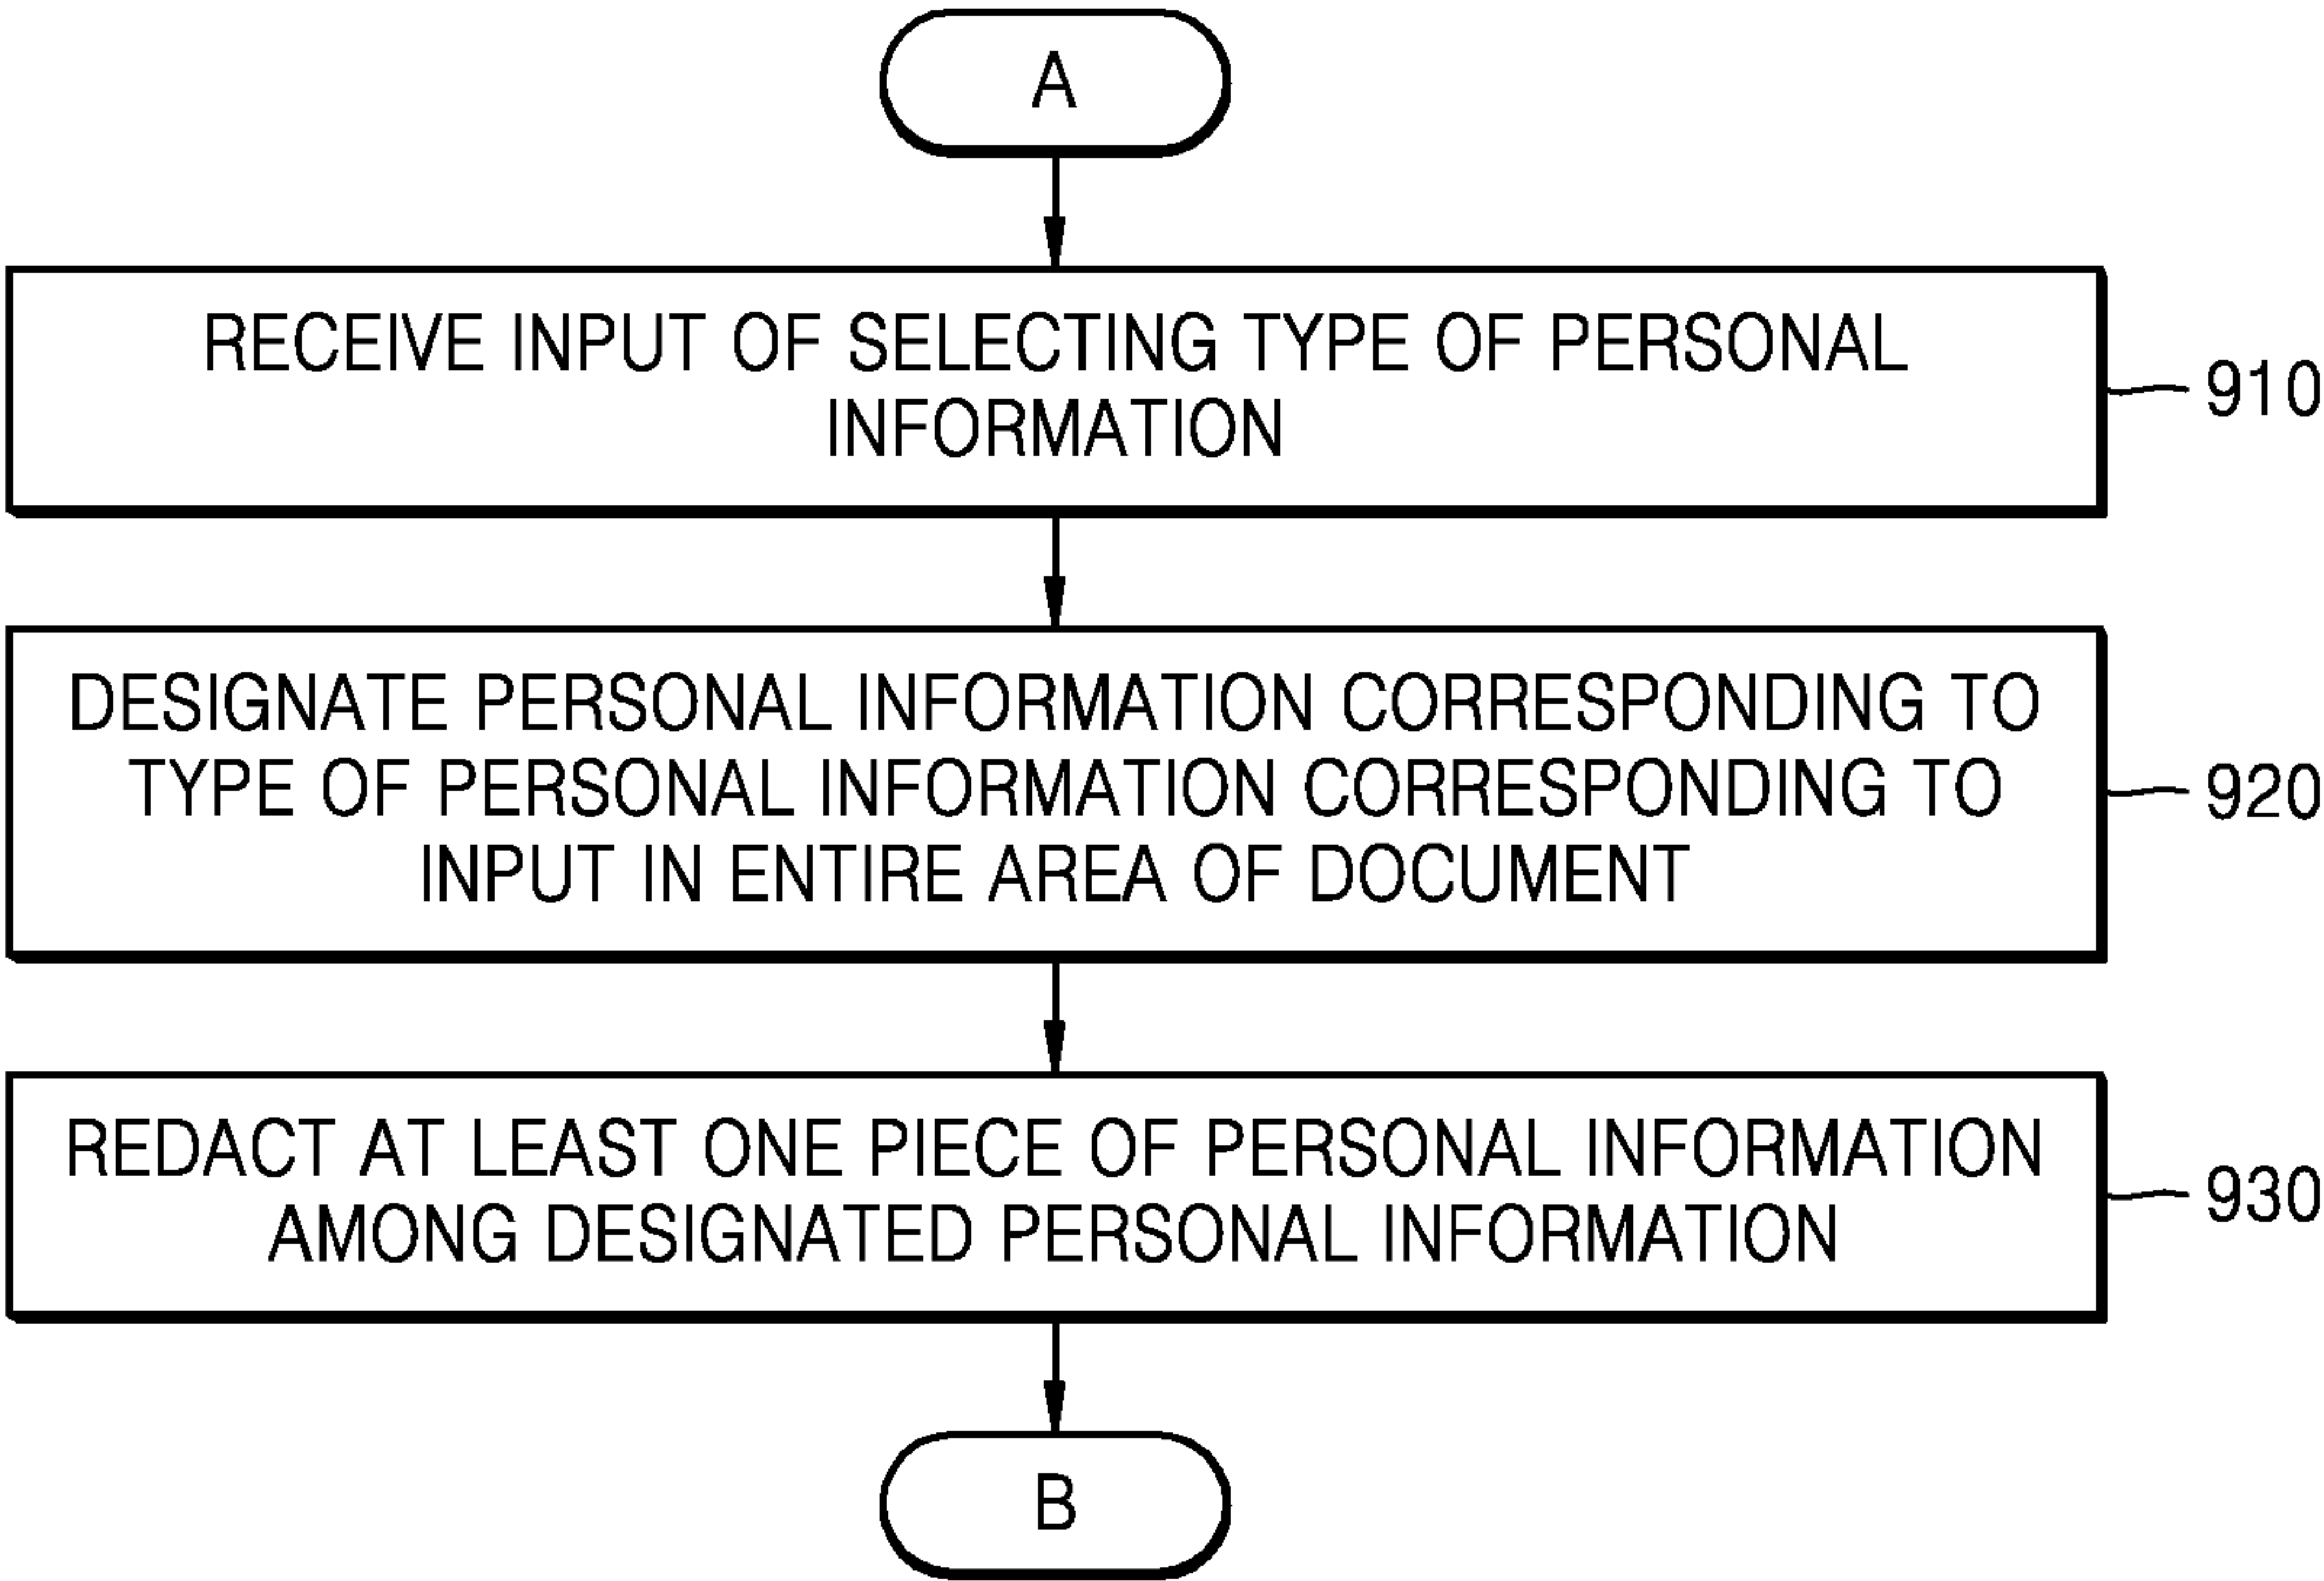 A
RECEIVE INPUT OF SELECTING TYPE OF PERSONAL
INFORMATION
910
DESIGNATE PERSONAL INFORMATION CORRESPONDING TO
TYPE OF PERSONAL INFORMATION CORRESPONDING TO
INPUT IN ENTIRE AREA OF DOCUMENT
920
REDACT AT LEAST ONE PIECE OF PERSONAL INFORMATION
AMONG DESIGNATED PERSONAL INFORMATION
930
B